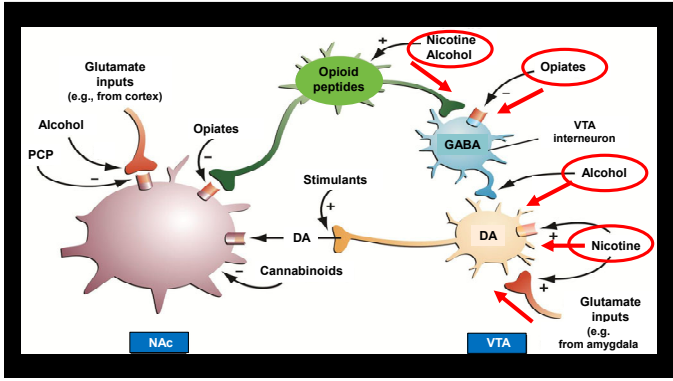 Glutamate
inputs
(e.g., from cortex)
Alcohol
PCP
−
Opiates
−
Opioid
peptides
+
Nicotine
Alcohol
Opiates
−
GABA
VTA
interneuron
Alcohol
Stimulants
+
DA
DA
+
Nicotine
+
−
Cannabinoids
Glutamate
inputs
(e.g.
from amygdala
NAc
VTA